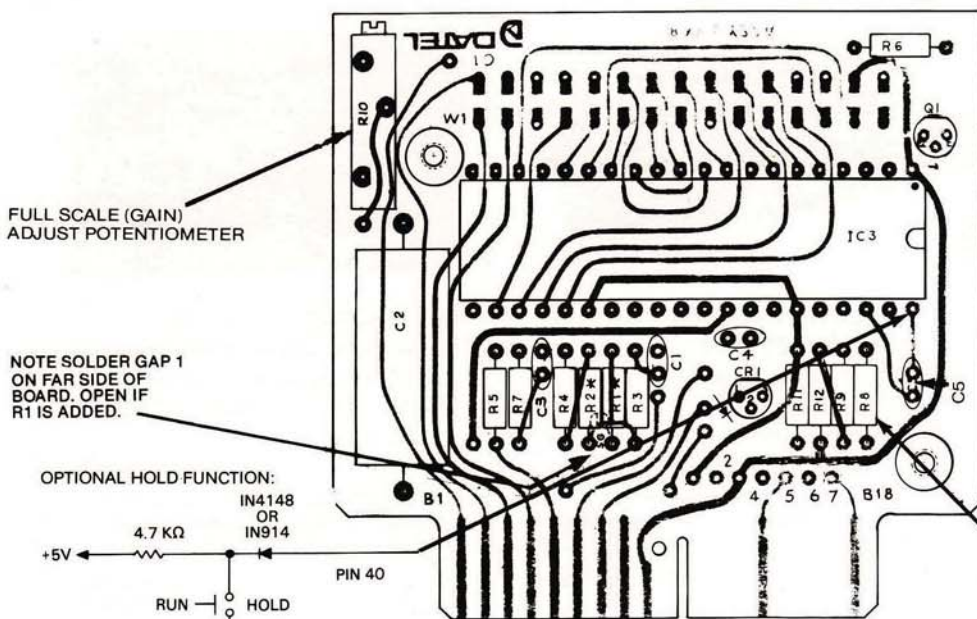 DATEL
R6
C1
R10
W1
Q1
FULL SCALE (GAIN)
ADJUST POTENTIOMETER
IC3
C2
NOTE SOLDER GAP 1
ON FAR SIDE OF
BOARD. OPEN IF
R1 IS ADDED.
C1
C4
CR1
C5
R5
R7
C3
R4
R2*
R1*
R3
R11
R12
R9
R8
2
2
OPTIONAL HOLD FUNCTION:
B1
4
5
6
7
B18
IN4148
OR
IN914
4.7 KΩ
+5V
PIN 40
RUN
HOLD